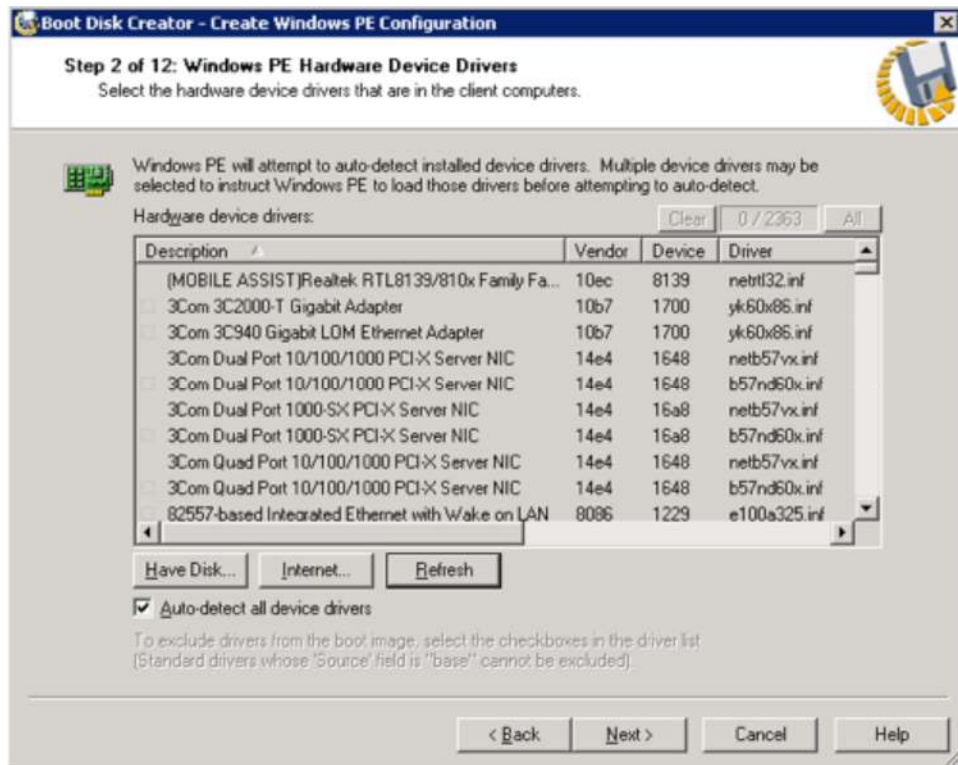 Boot Disk Creator - Create Windows PE Configuration
Step 2 of 12: Windows PE Hardware Device Drivers
Select the hardware device drivers that are in the client computers.
Windows PE will attempt to auto-detect installed device drivers. Multiple device drivers may be
selected to instruct Windows PE to load those drivers before attempting to auto-detect.
Hardware device drivers: Clear 0 / 2363 All
Description Vendor Device Driver
(MOBILE ASSIST)Realtek RTL8139/810x Family Fa... 10ec 8139 netrtl32.inf
3Com 3C2000-T Gigabit Adapter 10b7 1700 yk60x86.inf
3Com 3C940 Gigabit LOM Ethernet Adapter 10b7 1700 yk60x86.inf
3Com Dual Port 10/100/1000 PCI-X Server NIC 14e4 1648 netb57vx.inf
3Com Dual Port 10/100/1000 PCI-X Server NIC 14e4 1648 b57nd60x.inf
3Com Dual Port 1000-SX PCI-X Server NIC 14e4 16a8 netb57vx.inf
3Com Dual Port 1000-SX PCI-X Server NIC 14e4 16a8 b57nd60x.inf
3Com Quad Port 10/100/1000 PCI-X Server NIC 14e4 1648 netb57vx.inf
3Com Quad Port 10/100/1000 PCI-X Server NIC 14e4 1648 b57nd60x.inf
82557-based Integrated Ethernet with Wake on LAN 8086 1229 e100a325.inf
Have Disk... Internet... Refresh
Auto-detect all device drivers
To exclude drivers from the boot image, select the checkboxes in the driver list
(Standard drivers whose 'Source' field is "base" cannot be excluded).
< Back Next > Cancel Help